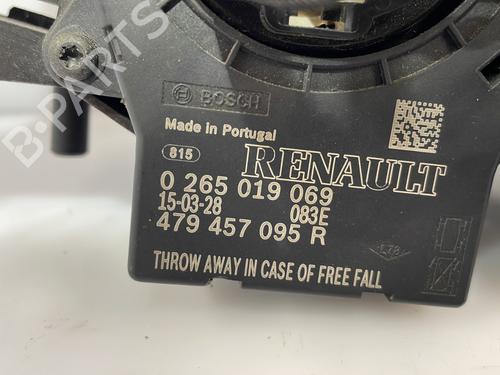 B-PARTS
BOSCH
Made in Portugal
815
RENAULT
0 265 019 069
15-03-28 083E
479 457 095 R
L78
THROW AWAY IN CASE OF FREE FALL